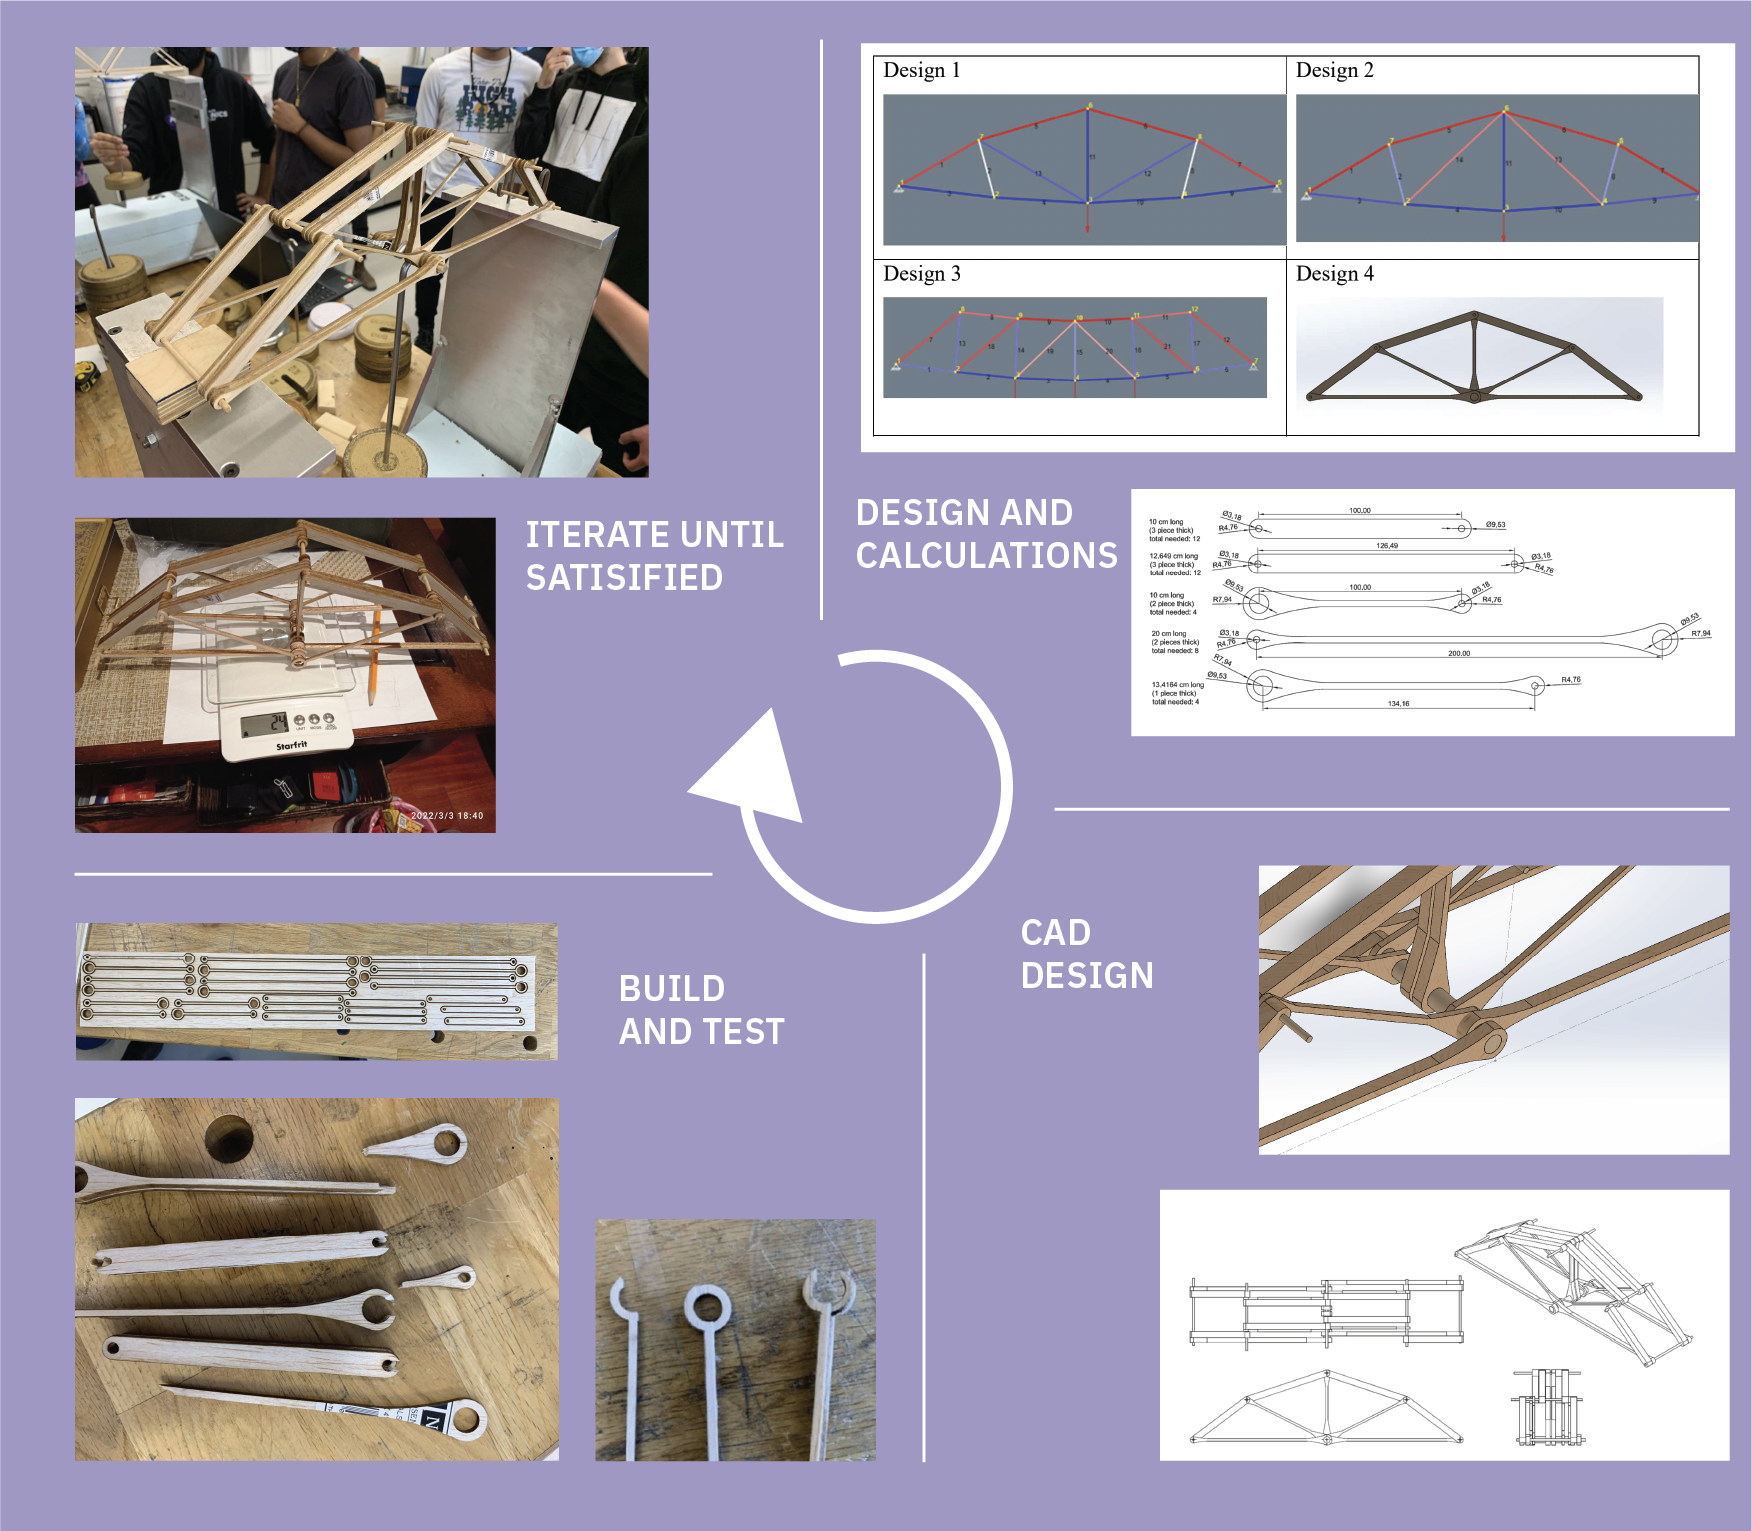 Design 1
Design 2
Design 3
Design 4
ITERATE UNTIL
SATISIFIED
DESIGN AND
CALCULATIONS
10 cm long
(3 piece thick)
total needed: 12
Ø3,18
R4,76
100.00
Ø9,53
12,649 cm long
(3 piece thick)
total needed: 12
Ø3,18
R4,76
126,49
Ø3,18
R4,76
10 cm long
(2 piece thick)
total needed: 4
Ø9,53
R7,94
100.00
Ø3,18
R4,76
20 cm long
(2 pieces thick)
total needed: 8
Ø3,18
R4,76
200.00
Ø9,53
R7,94
13,4164 cm long
(1 piece thick)
total needed: 4
R7,94
Ø9,53
134,16
R4,76
24
UNIT
MODE
Starfrit
2022/3/3 18:40
CAD
DESIGN
BUILD
AND TEST